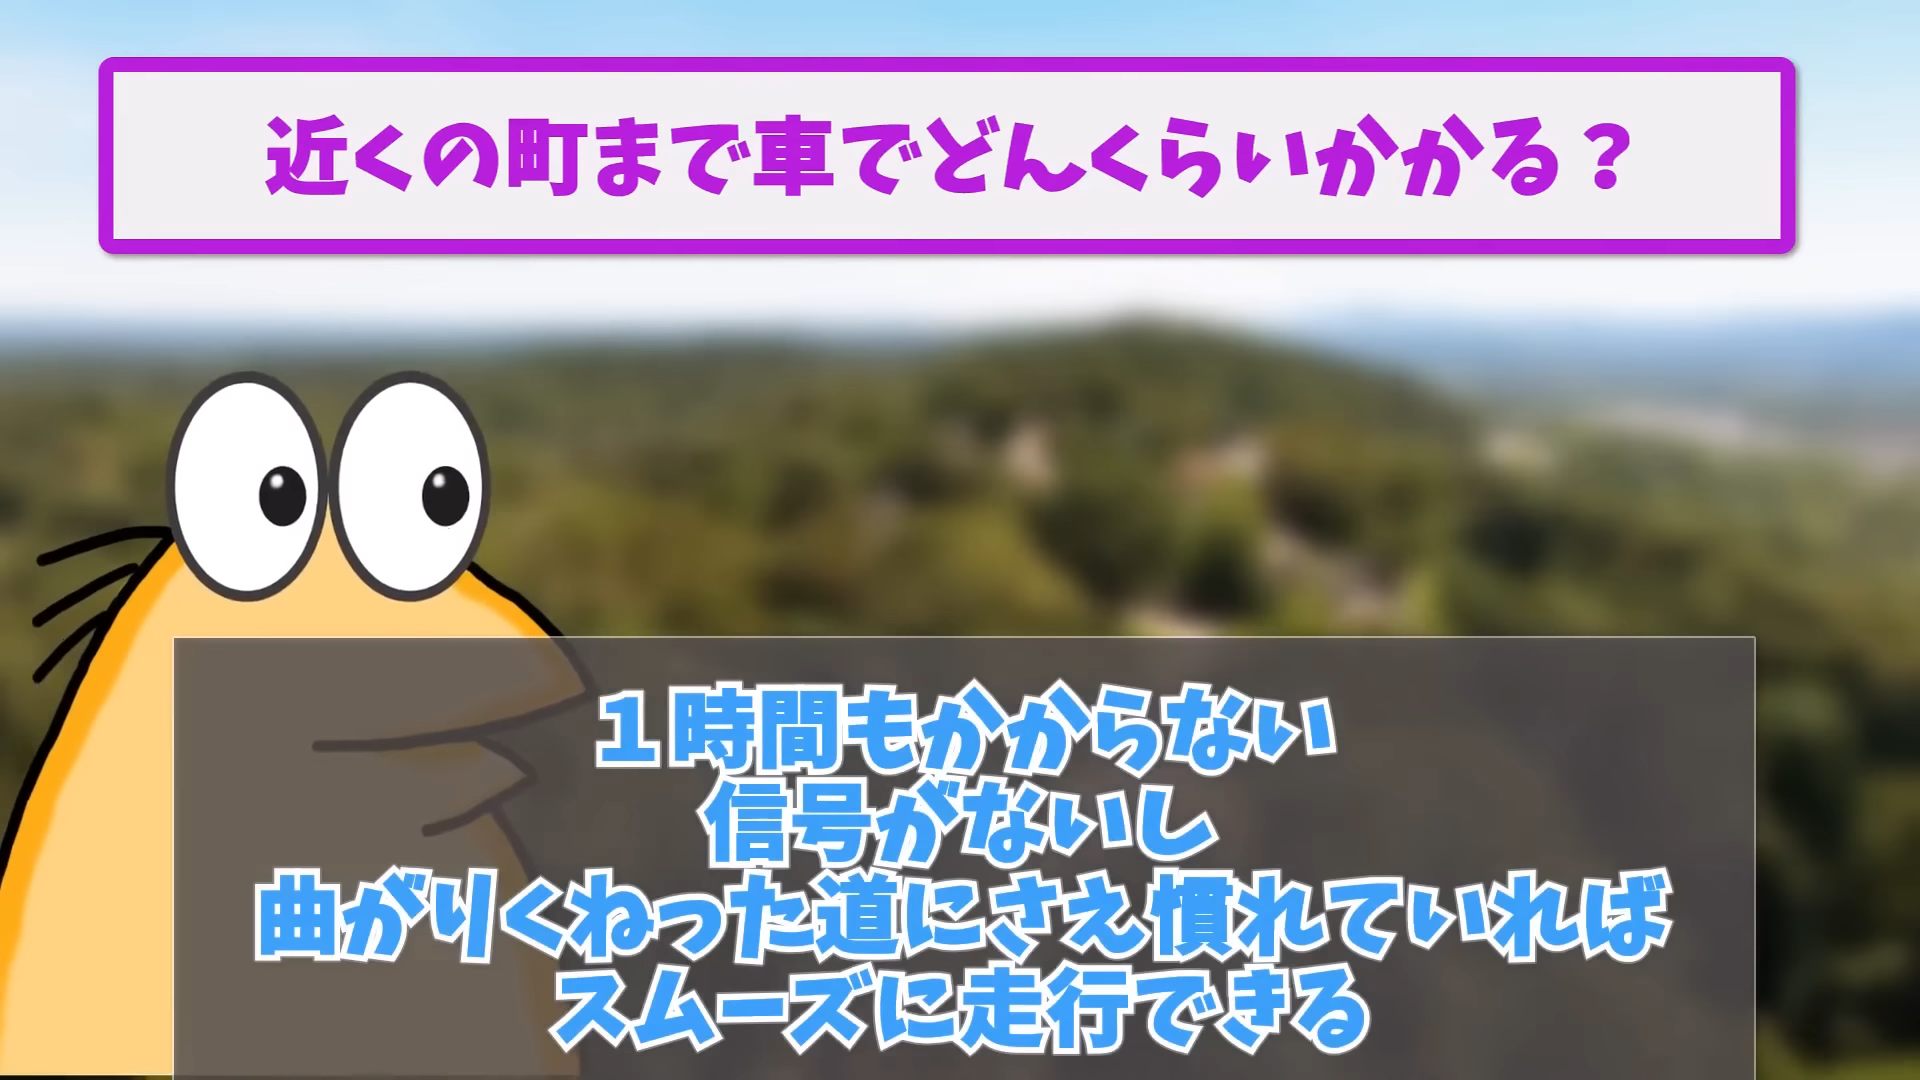 近くの町まで車でどんくらいかかる？
１時間もかからない
信号がないし
曲がりくねった道にさえ慣れていれば
スムーズに走行できる